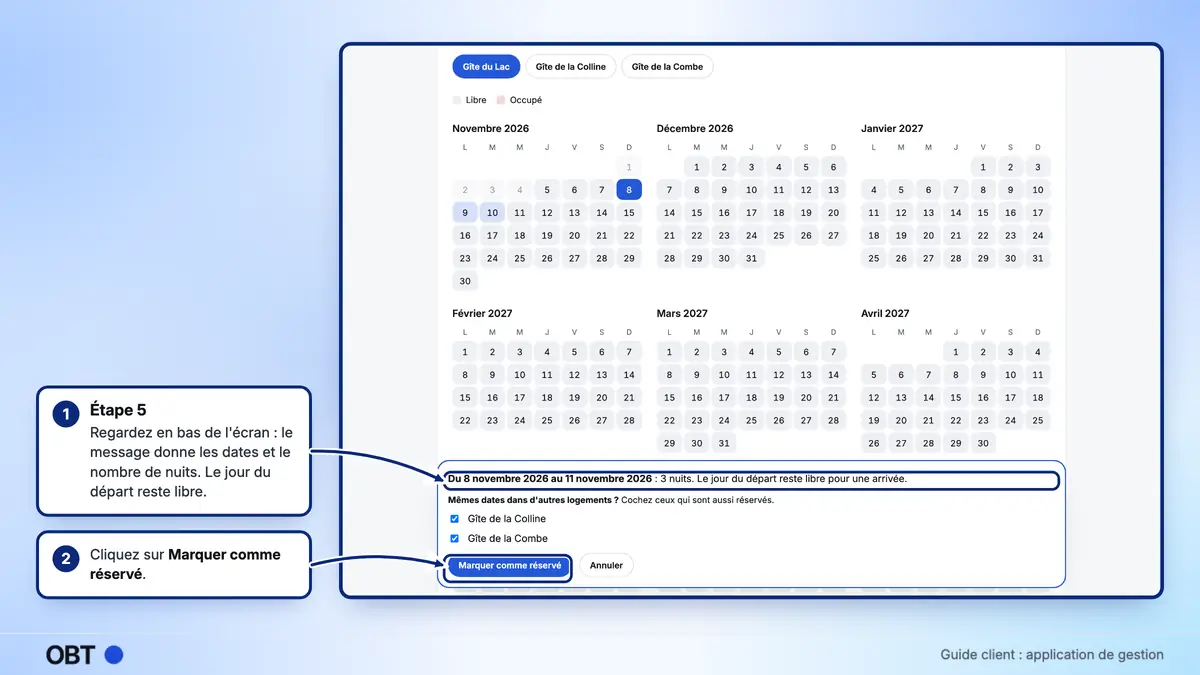 Gîte du Lac Gîte de la Colline Gîte de la Combe
Libre Occupé
Novembre 2026
L M M J V S D
1
2 3 4 5 6 7 8
9 10 11 12 13 14 15
16 17 18 19 20 21 22
23 24 25 26 27 28 29
30
Décembre 2026
L M M J V S D
1 2 3 4 5 6
7 8 9 10 11 12 13
14 15 16 17 18 19 20
21 22 23 24 25 26 27
28 29 30 31
Janvier 2027
L M M J V S D
1 2 3
4 5 6 7 8 9 10
11 12 13 14 15 16 17
18 19 20 21 22 23 24
25 26 27 28 29 30 31
Février 2027
L M M J V S D
1 2 3 4 5 6 7
8 9 10 11 12 13 14
15 16 17 18 19 20 21
22 23 24 25 26 27 28
Mars 2027
L M M J V S D
1 2 3 4 5 6 7
8 9 10 11 12 13 14
15 16 17 18 19 20 21
22 23 24 25 26 27 28
29 30 31
Avril 2027
L M M J V S D
1 2 3 4
5 6 7 8 9 10 11
12 13 14 15 16 17 18
19 20 21 22 23 24 25
26 27 28 29 30
1 Étape 5
Regardez en bas de l'écran : le
message donne les dates et le
nombre de nuits. Le jour du
départ reste libre.
Du 8 novembre 2026 au 11 novembre 2026 : 3 nuits. Le jour du départ reste libre pour une arrivée.
Mêmes dates dans d'autres logements ? Cochez ceux qui sont aussi réservés.
Gîte de la Colline
Gîte de la Combe
2 Cliquez sur Marquer comme
réservé.
Marquer comme réservé Annuler
OBT
Guide client : application de gestion